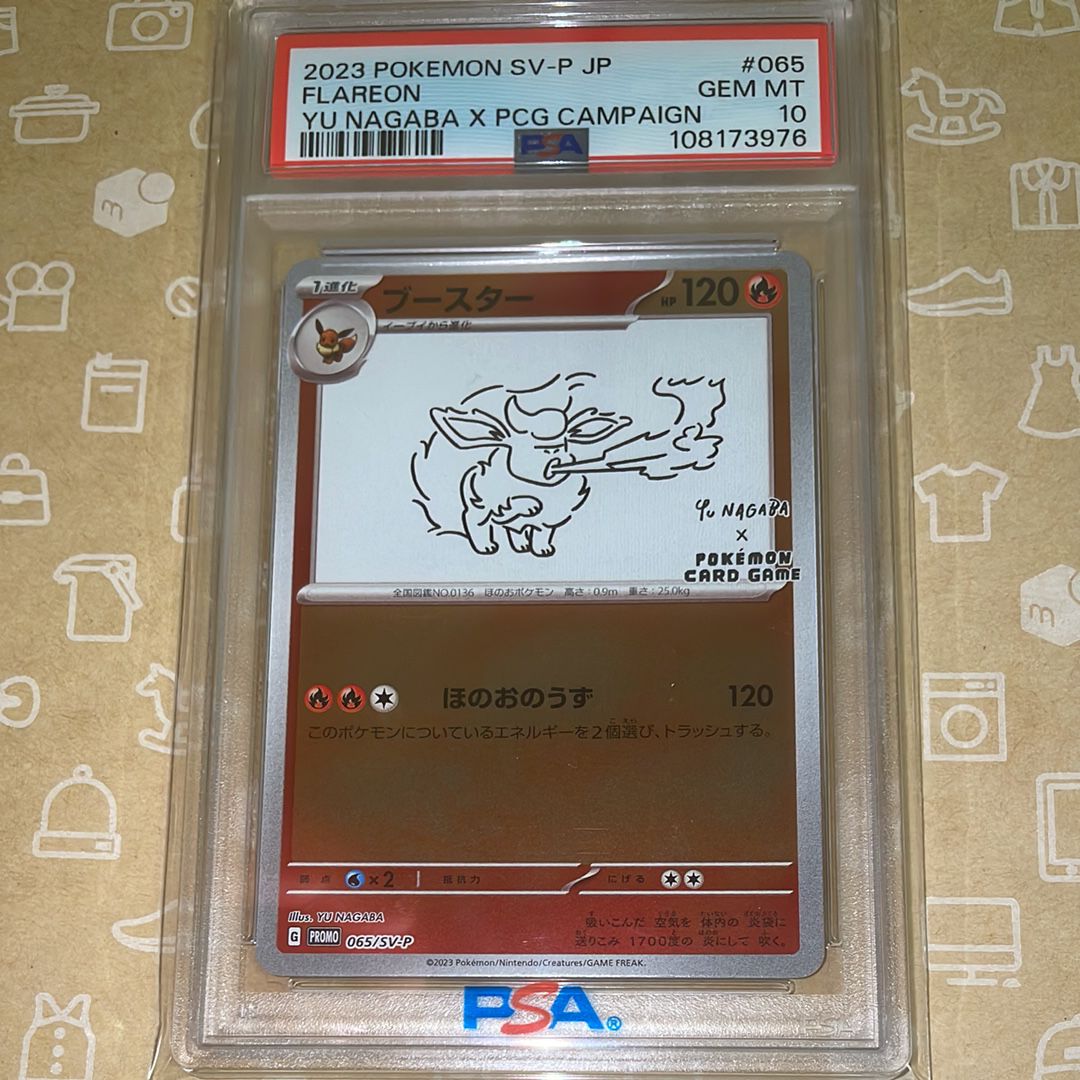 2023 POKEMON SV-P JP #065
FLAREON GEM MT
YU NAGABA X PCG CAMPAIGN 10
PSA 108173976
1進化 ブースター HP 120
イーブイから進化
Yu NAGABA
×
POKÉMON
CARD GAME
全国図鑑NO.0136 ほのおポケモン 高さ:0.9m 重さ:25.0kg
ほのおのうず 120
このポケモンについているエネルギーを2個選び、トラッシュする。
弱点 ×2 抵抗力 にげる
Illus. YU NAGABA
G PROMO 065/SV-P
吸いこんだ 空気を 体内の 炎袋に
送りこみ 1700度の 炎にして 吹く。
©2023 Pokémon/Nintendo/Creatures/GAME FREAK.
PSA®